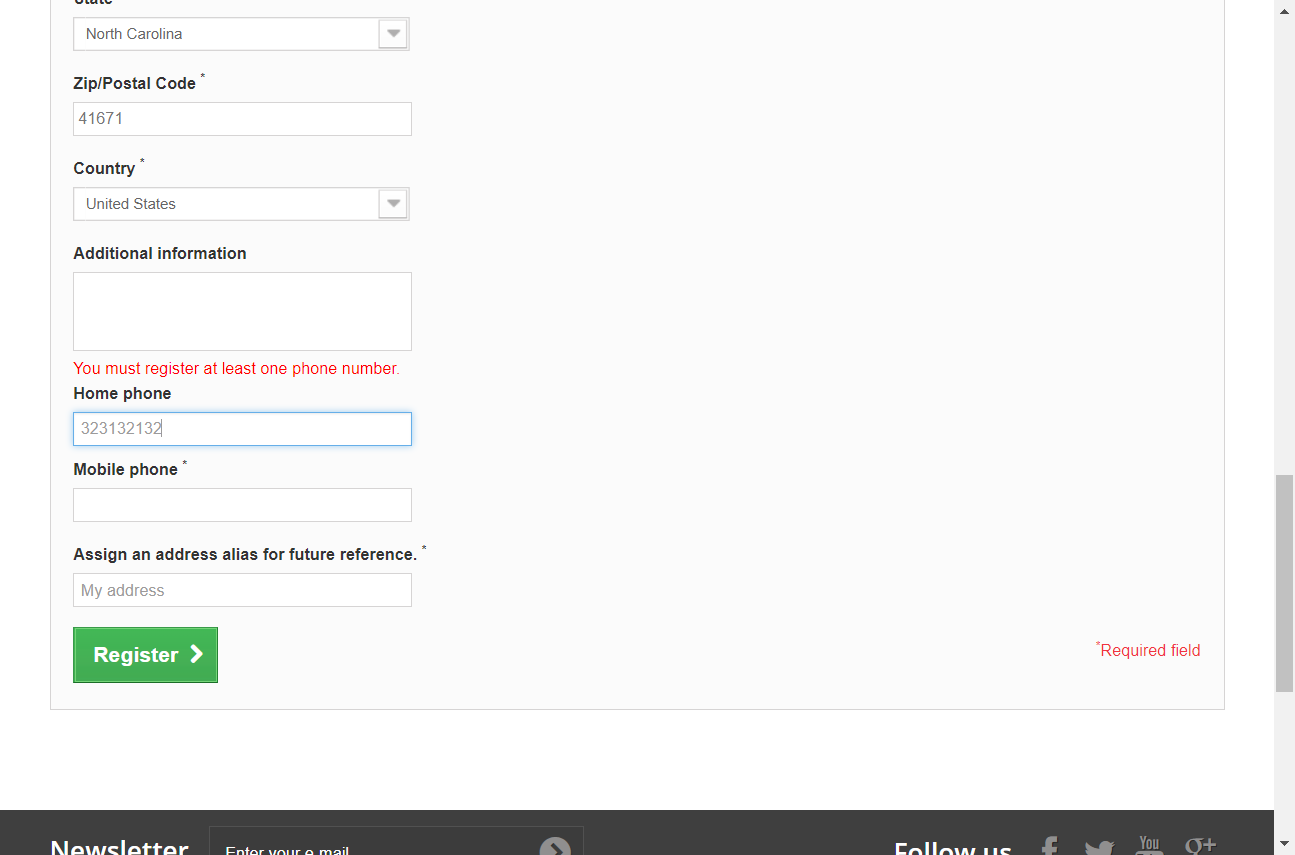 State
North Carolina
Zip/Postal Code *
41671
Country *
United States
Additional information
You must register at least one phone number.
Home phone
323132132
Mobile phone *
Assign an address alias for future reference. *
My address
Register
*Required field
Newsletter
Enter your e-mail
Follow us
You
g+